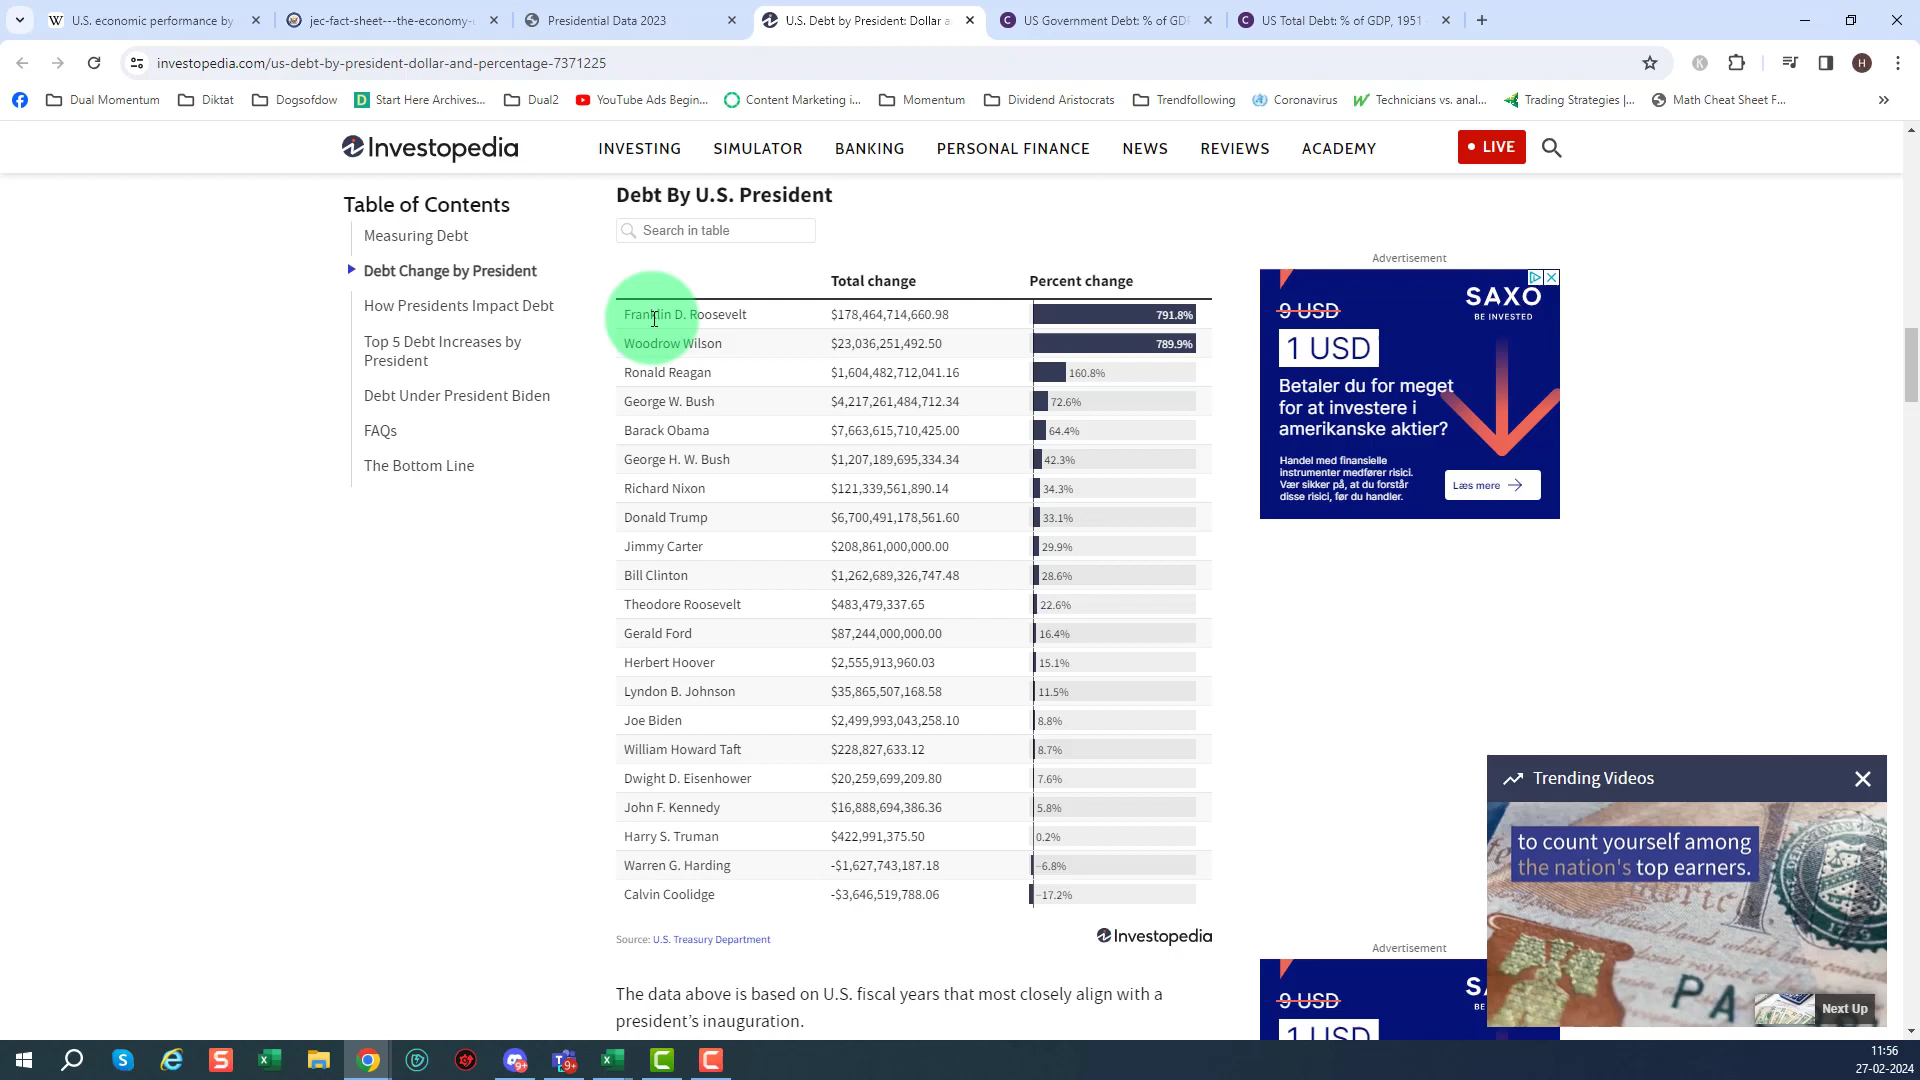 U.S. economic performance by
jec-fact-sheet---the-economy-u
Presidential Data 2023
U.S. Debt by President: Dollar a
US Government Debt: % of GDP
US Total Debt: % of GDP, 1951
investopedia.com/us-debt-by-president-dollar-and-percentage-7371225
Dual Momentum
Diktat
Dogsofdow
Start Here Archives...
Dual2
YouTube Ads Begin...
Content Marketing i...
Momentum
Dividend Aristocrats
Trendfollowing
Coronavirus
Technicians vs. anal...
Trading Strategies |...
Math Cheat Sheet F...
Investopedia
INVESTING
SIMULATOR
BANKING
PERSONAL FINANCE
NEWS
REVIEWS
ACADEMY
LIVE
Table of Contents
Measuring Debt
Debt Change by President
How Presidents Impact Debt
Top 5 Debt Increases by
President
Debt Under President Biden
FAQs
The Bottom Line
Debt By U.S. President
Search in table
Total change Percent change
Franklin D. Roosevelt $178,464,714,660.98 791.8%
Woodrow Wilson $23,036,251,492.50 789.9%
Ronald Reagan $1,604,482,712,041.16 160.8%
George W. Bush $4,217,261,484,712.34 72.6%
Barack Obama $7,663,615,710,425.00 64.4%
George H. W. Bush $1,207,189,695,334.34 42.3%
Richard Nixon $121,339,561,890.14 34.3%
Donald Trump $6,700,491,178,561.60 33.1%
Jimmy Carter $208,861,000,000.00 29.9%
Bill Clinton $1,262,689,326,747.48 28.6%
Theodore Roosevelt $483,479,337.65 22.6%
Gerald Ford $87,244,000,000.00 16.4%
Herbert Hoover $2,555,913,960.03 15.1%
Lyndon B. Johnson $35,865,507,168.58 11.5%
Joe Biden $2,499,993,043,258.10 8.8%
William Howard Taft $228,827,633.12 8.7%
Dwight D. Eisenhower $20,259,699,209.80 7.6%
John F. Kennedy $16,888,694,386.36 5.8%
Harry S. Truman $422,991,375.50 0.2%
Warren G. Harding -$1,627,743,187.18 −6.8%
Calvin Coolidge -$3,646,519,788.06 −17.2%
Source: U.S. Treasury Department
Investopedia
The data above is based on U.S. fiscal years that most closely align with a
president's inauguration.
Advertisement
9 USD
SAXO
BE INVESTED
1 USD
Betaler du for meget
for at investere i
amerikanske aktier?
Handel med finansielle
instrumenter medfører risici.
Vær sikker på, at du forstår
disse risici, før du handler.
Læs mere
Trending Videos
to count yourself among
the nation's top earners.
PA
Next Up
Advertisement
9 USD
SA
1 USD
11:56
27-02-2024